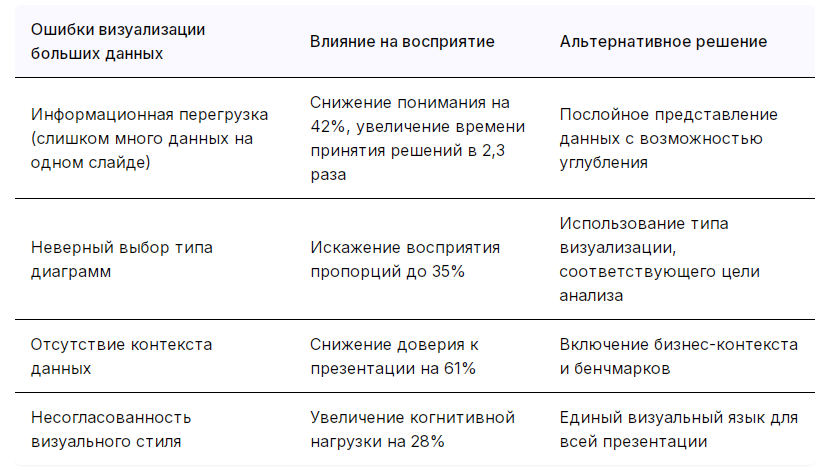 Ошибки визуализации
больших данных
Влияние на восприятие
Альтернативное решение
Информационная перегрузка
(слишком много данных на
одном слайде)
Снижение понимания на
42%, увеличение времени
принятия решений в 2,3
раза
Послойное представление
данных с возможностью
углубления
Неверный выбор типа
диаграмм
Искажение восприятия
пропорций до 35%
Использование типа
визуализации,
соответствующего цели
анализа
Отсутствие контекста
данных
Снижение доверия к
презентации на 61%
Включение бизнес-контекста
и бенчмарков
Несогласованность
визуального стиля
Увеличение когнитивной
нагрузки на 28%
Единый визуальный язык для
всей презентации